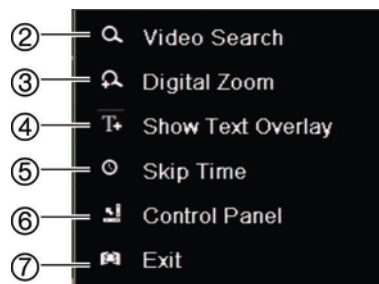 ② Video Search
③ Digital Zoom
④ T+ Show Text Overlay
⑤ Skip Time
⑥ Control Panel
⑦ Exit